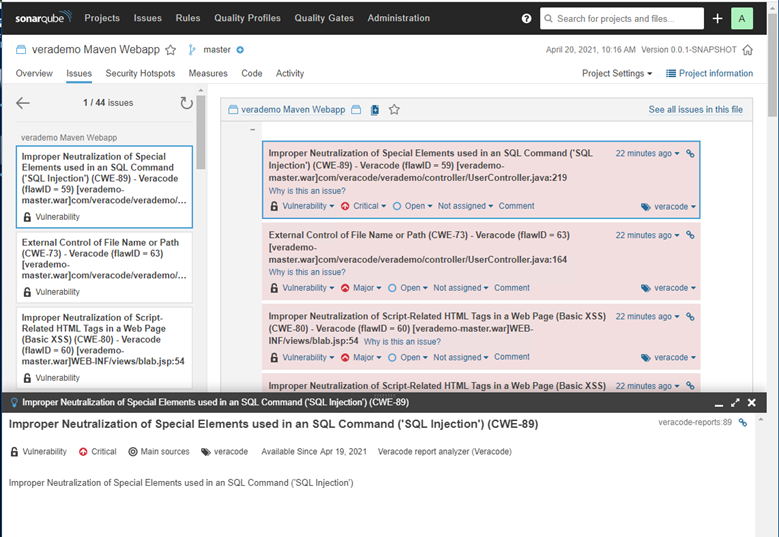 sonarqube Projects Issues Rules Quality Profiles Quality Gates Administration ? Search for projects and files... + A
verademo Maven Webapp master April 20, 2021, 10:16 AM Version 0.0.1-SNAPSHOT
Overview Issues Security Hotspots Measures Code Activity Project Settings Project information
1 / 44 issues
verademo Maven Webapp
Improper Neutralization of Special
Elements used in an SQL Command
('SQL Injection') (CWE-89) - Veracode
(flawID = 59) [verademo-
master.war]com/veracode/verademo/...
Vulnerability
External Control of File Name or Path
(CWE-73) - Veracode (flawID = 63)
[verademo-
master.war]com/veracode/verademo/...
Vulnerability
Improper Neutralization of Script-
Related HTML Tags in a Web Page
(Basic XSS) (CWE-80) - Veracode
(flawID = 60) [verademo-
master.war]WEB-INF/views/blab.jsp:54
Vulnerability
verademo Maven Webapp See all issues in this file
...
Improper Neutralization of Special Elements used in an SQL Command ('SQL 22 minutes ago
Injection') (CWE-89) - Veracode (flawID = 59) [verademo-
master.war]com/veracode/verademo/controller/UserController.java:219
Why is this an issue?
Vulnerability Critical Open Not assigned Comment veracode
External Control of File Name or Path (CWE-73) - Veracode (flawID = 63) 22 minutes ago
[verademo-
master.war]com/veracode/verademo/controller/UserController.java:164
Why is this an issue?
Vulnerability Major Open Not assigned Comment veracode
Improper Neutralization of Script-Related HTML Tags in a Web Page (Basic XSS) 22 minutes ago
(CWE-80) - Veracode (flawID = 60) [verademo-master.war]WEB-
INF/views/blab.jsp:54 Why is this an issue?
Vulnerability Major Open Not assigned Comment veracode
Improper Neutralization of Script-Related HTML Tags in a Web Page (Basic XSS) 22 minutes ago
Improper Neutralization of Special Elements used in an SQL Command ('SQL Injection') (CWE-89)
Improper Neutralization of Special Elements used in an SQL Command ('SQL Injection') (CWE-89) veracode-reports:89
Vulnerability Critical Main sources veracode Available Since Apr 19, 2021 Veracode report analyzer (Veracode)
Improper Neutralization of Special Elements used in an SQL Command ('SQL Injection')